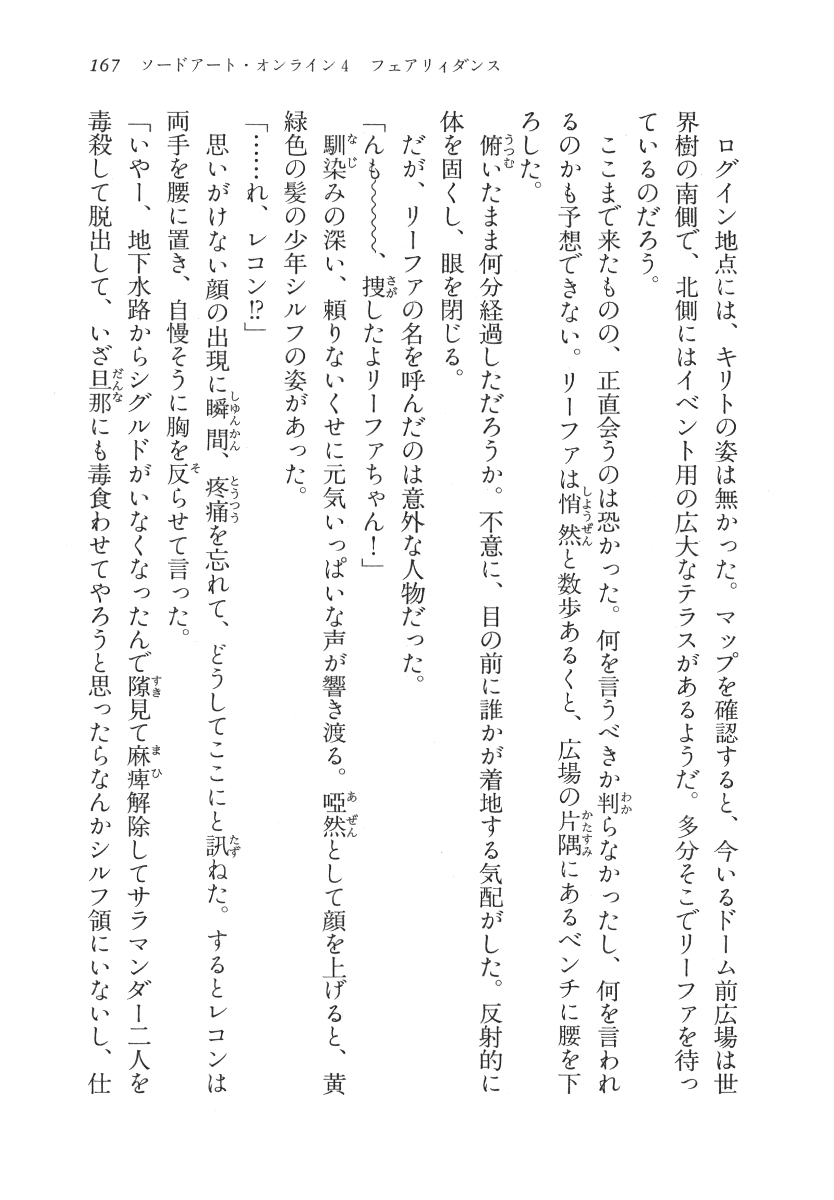 167　ソードアート・オンライン4　フェアリィダンス
　ログイン地点には、キリトの姿は無かった。マップを確認すると、今いるドーム前広場は世
界樹の南側で、北側にはイベント用の広大なテラスがあるようだ。多分そこでリーファを待っ
ているのだろう。
　ここまで来たものの、正直会うのは恐かった。何を言うべきか判らなかったし、何を言われ
るのかも予想できない。リーファは悄然と数歩あるくと、広場の片隅にあるベンチに腰を下
ろした。
　俯いたまま何分経過しただろうか。不意に、目の前に誰かが着地する気配がした。反射的に
体を固くし、眼を閉じる。
　だが、リーファの名を呼んだのは意外な人物だった。
「んも〜〜〜〜、捜したよリーファちゃん！」
　馴染みの深い、頼りないくせに元気いっぱいな声が響き渡る。啞然として顔を上げると、黄
緑色の髪の少年シルフの姿があった。
「……れ、レコン!?」
　思いがけない顔の出現に瞬間、疼痛を忘れて、どうしてここにと訊ねた。するとレコンは
両手を腰に置き、自慢そうに胸を反らせて言った。
「いやー、地下水路からシグルドがいなくなったんで隙見て麻痺解除してサラマンダー二人を
毒殺して脱出して、いざ旦那にも毒食わせてやろうと思ったらなんかシルフ領にいないし、仕